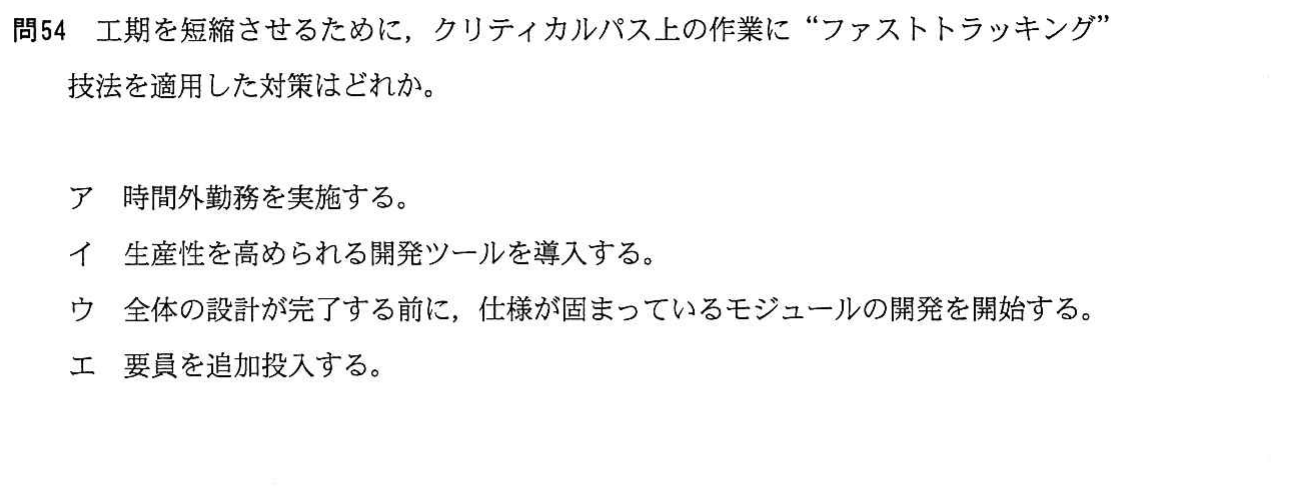 問54 工期を短縮させるために，クリティカルパス上の作業に“ファストトラッキング”
技法を適用した対策はどれか。
ア 時間外勤務を実施する。
イ 生産性を高められる開発ツールを導入する。
ウ 全体の設計が完了する前に，仕様が固まっているモジュールの開発を開始する。
エ 要員を追加投入する。